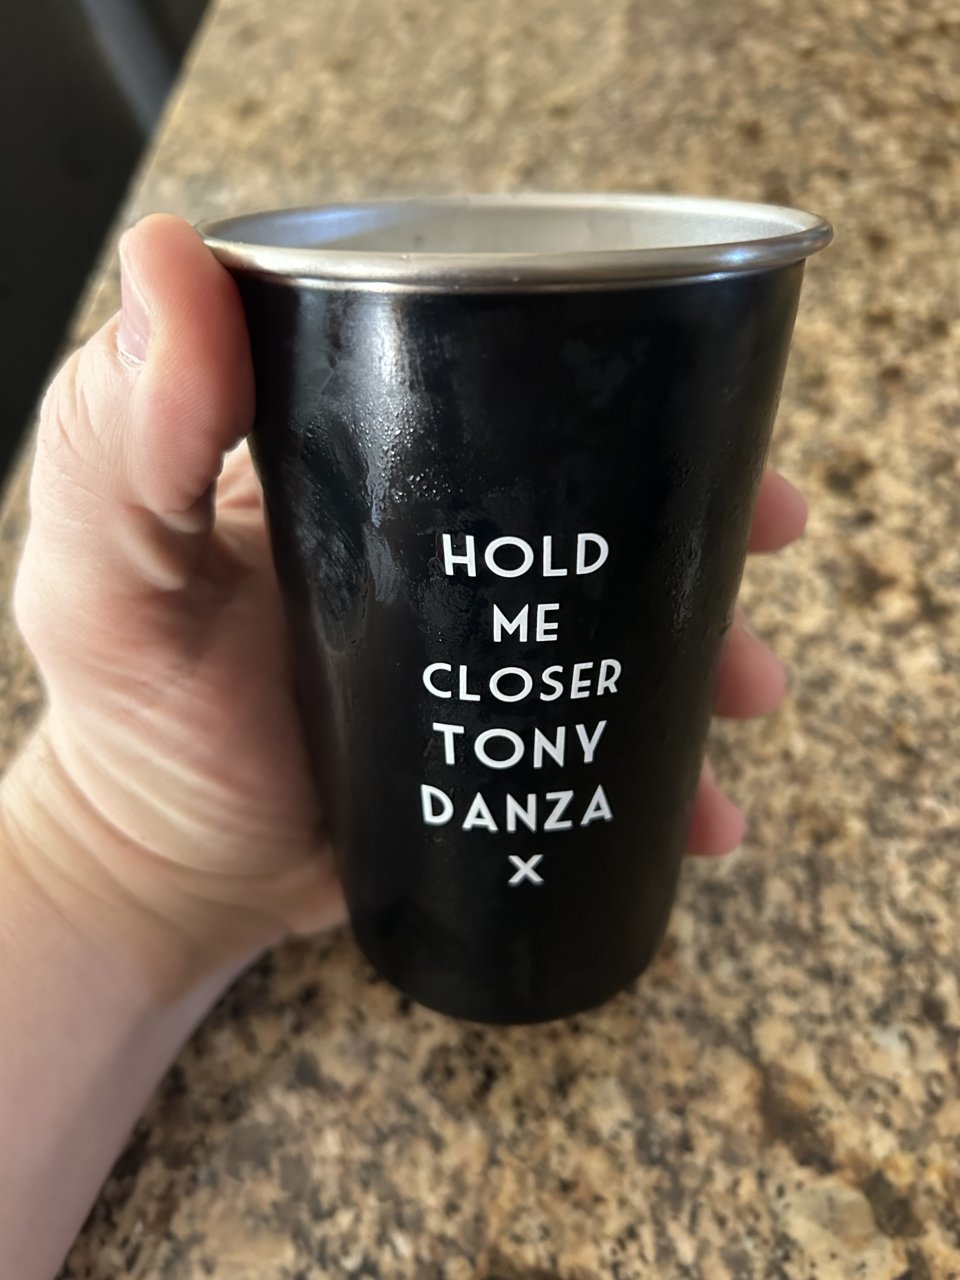 HOLD
ME
CLOSER
TONY
DANZA
X